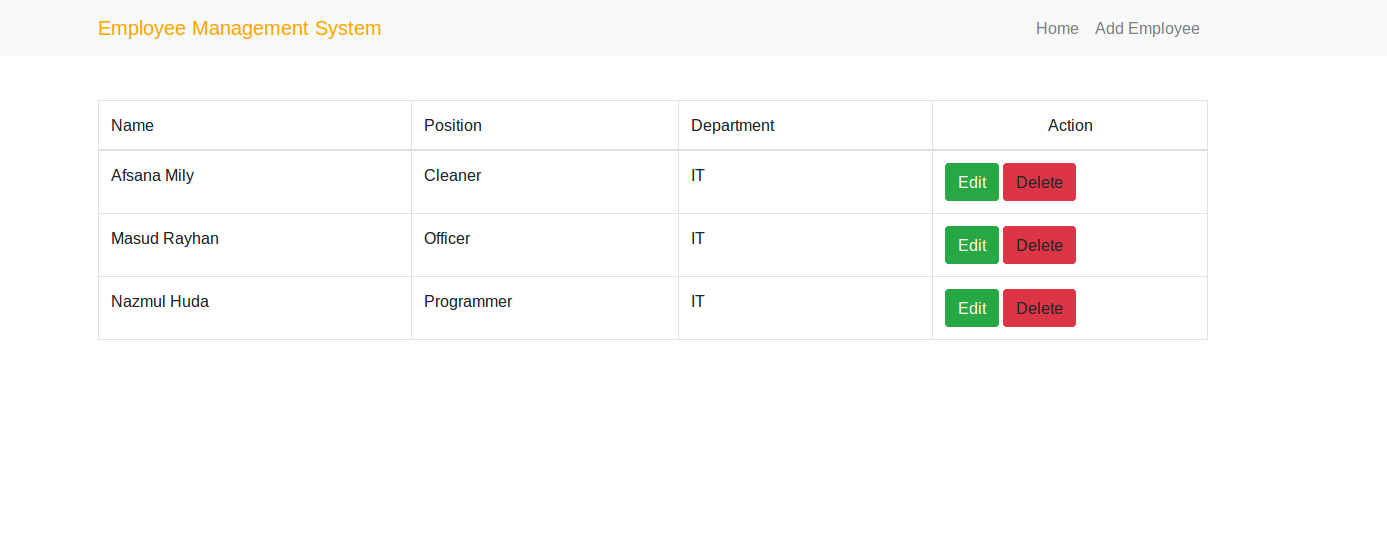 Employee Management System Home Add Employee
Name Position Department Action
Afsana Mily Cleaner IT Edit Delete
Masud Rayhan Officer IT Edit Delete
Nazmul Huda Programmer IT Edit Delete